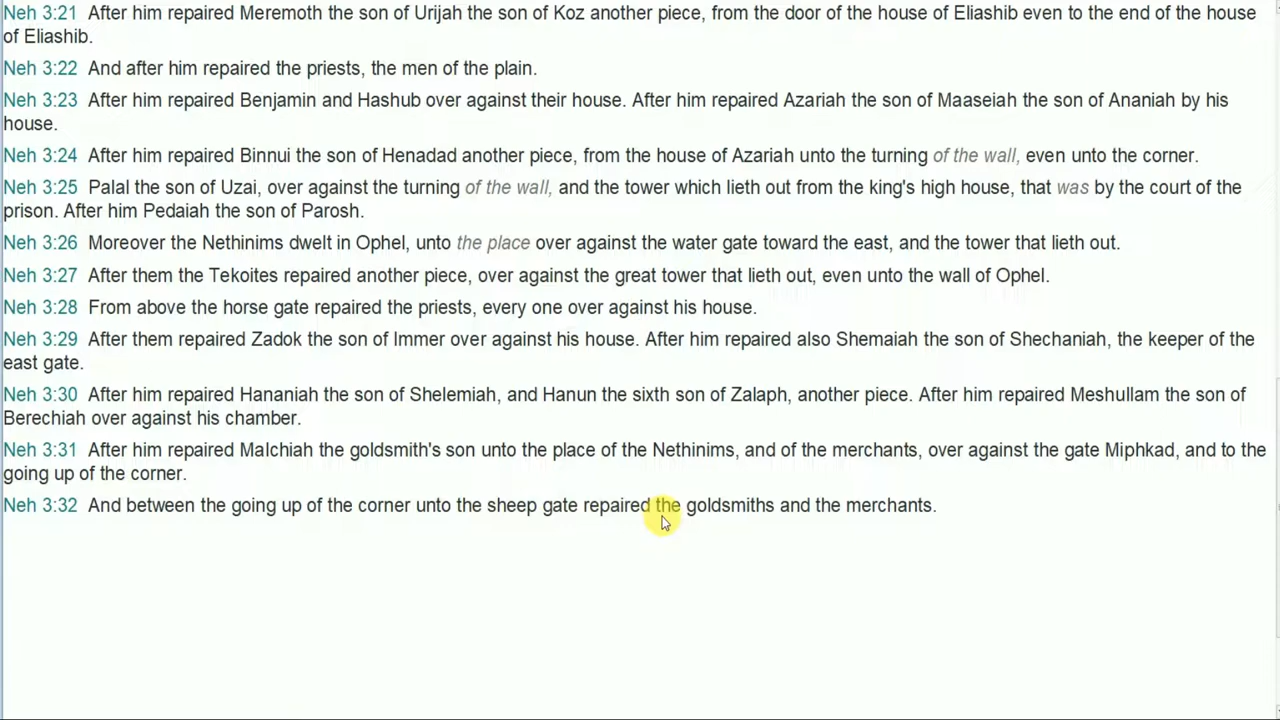 Neh 3:21 After him repaired Meremoth the son of Urijah the son of Koz another piece, from the door of the house of Eliashib even to the end of the house
of Eliashib.
Neh 3:22 And after him repaired the priests, the men of the plain.
Neh 3:23 After him repaired Benjamin and Hashub over against their house. After him repaired Azariah the son of Maaseiah the son of Ananiah by his
house.
Neh 3:24 After him repaired Binnui the son of Henadad another piece, from the house of Azariah unto the turning of the wall, even unto the corner.
Neh 3:25 Palal the son of Uzai, over against the turning of the wall, and the tower which lieth out from the king's high house, that was by the court of the
prison. After him Pedaiah the son of Parosh.
Neh 3:26 Moreover the Nethinims dwelt in Ophel, unto the place over against the water gate toward the east, and the tower that lieth out.
Neh 3:27 After them the Tekoites repaired another piece, over against the great tower that lieth out, even unto the wall of Ophel.
Neh 3:28 From above the horse gate repaired the priests, every one over against his house.
Neh 3:29 After them repaired Zadok the son of Immer over against his house. After him repaired also Shemaiah the son of Shechaniah, the keeper of the
east gate.
Neh 3:30 After him repaired Hananiah the son of Shelemiah, and Hanun the sixth son of Zalaph, another piece. After him repaired Meshullam the son of
Berechiah over against his chamber.
Neh 3:31 After him repaired Malchiah the goldsmith's son unto the place of the Nethinims, and of the merchants, over against the gate Miphkad, and to the
going up of the corner.
Neh 3:32 And between the going up of the corner unto the sheep gate repaired the goldsmiths and the merchants.